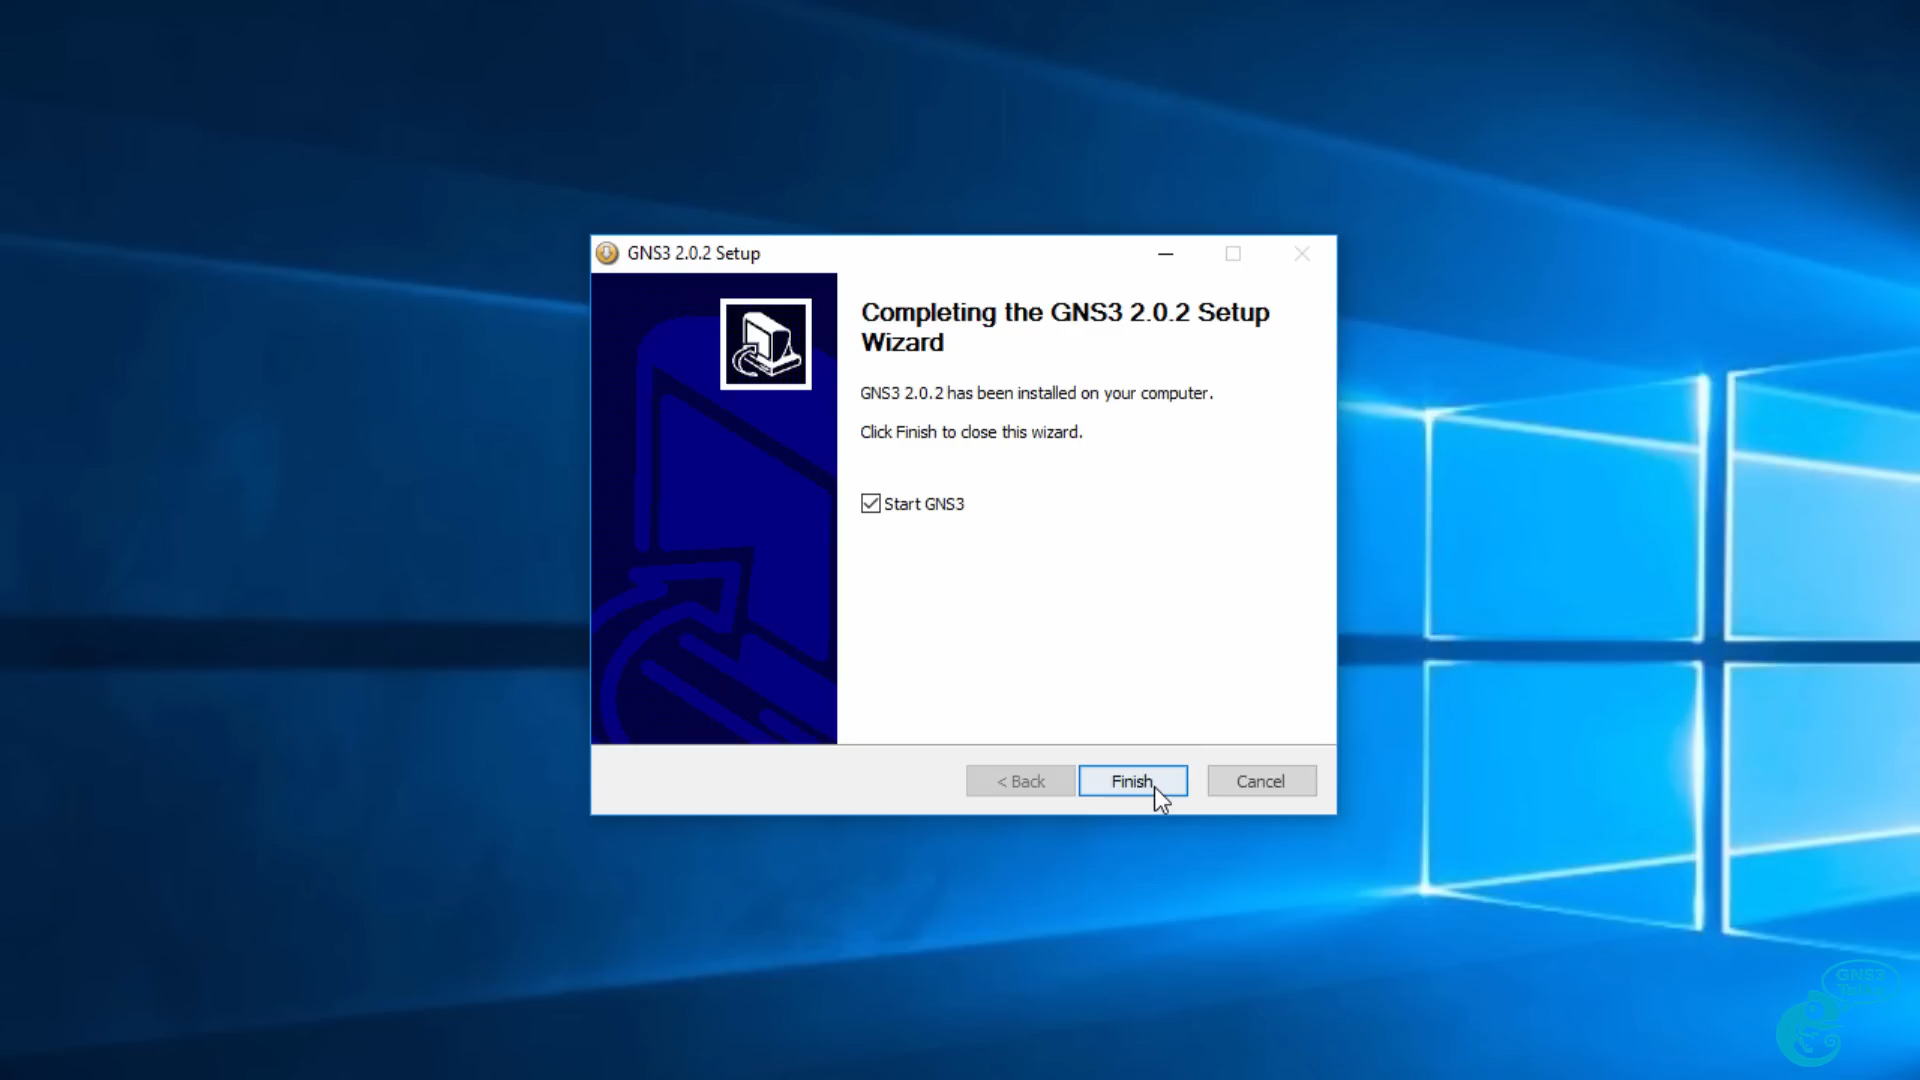 GNS3 2.0.2 Setup
Completing the GNS3 2.0.2 Setup
Wizard
GNS3 2.0.2 has been installed on your computer.
Click Finish to close this wizard.
Start GNS3
< Back
Finish
Cancel
GNS3